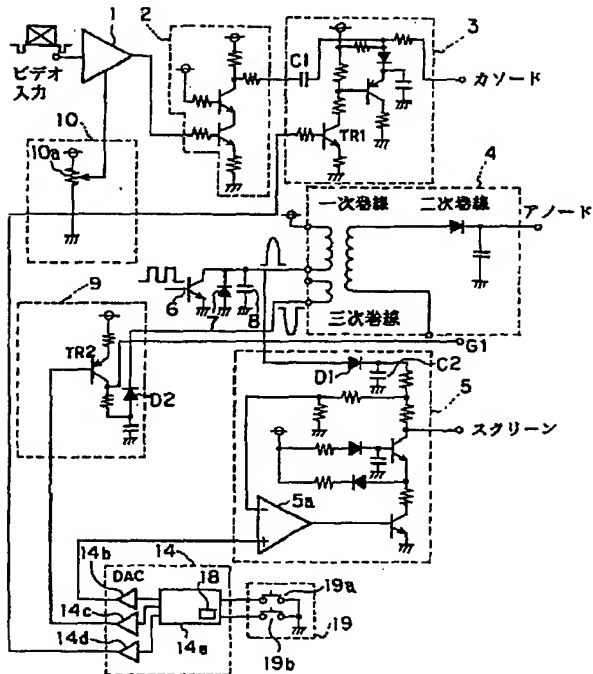 1
2
3
C1
ビデオ
入力
カソード
TR1
10
10a
4
一次巻線
二次巻線
アノード
6
7
8
三次巻線
9
G1
TR2
D2
D1
C2
5
スクリーン
5a
14b
14
DAC
18
14c
14d
14a
19a
19
19b